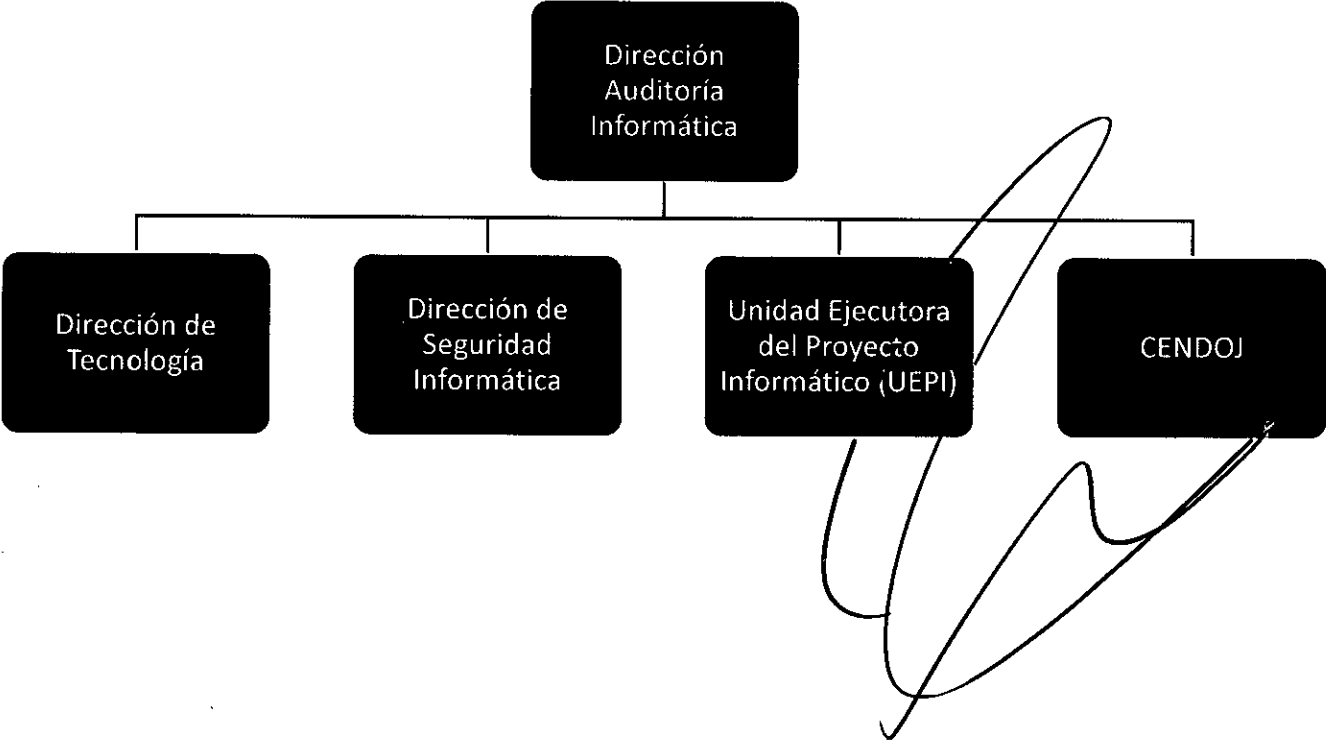 Dirección
Auditoría
Informática
Dirección de
Tecnología
Dirección de
Seguridad
Informática
Unidad Ejecutora
del Proyecto
Informático (UEPI)
CENDOJ